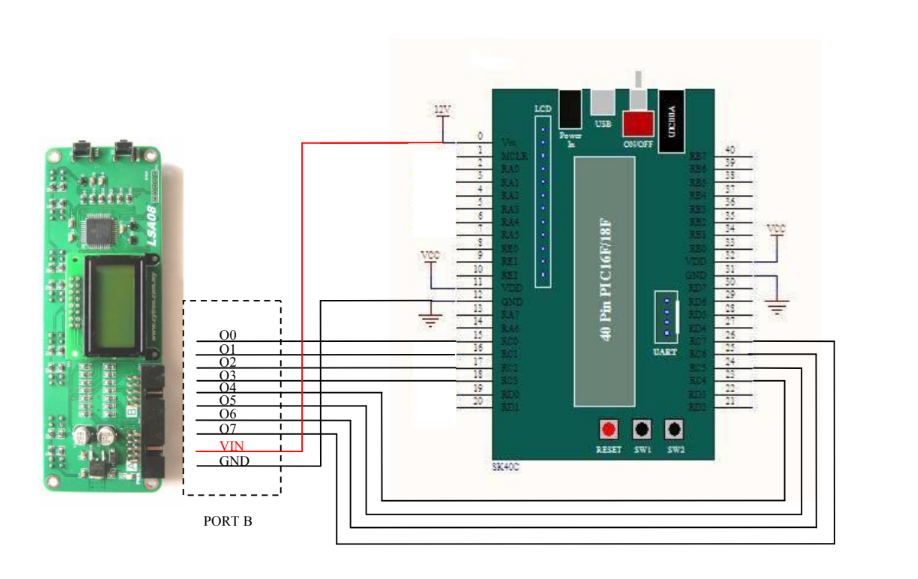 LCD
12V
Power
In
USB
ON/OFF
UIC00A
0 Vin 40
1 MCLR RB7 39
2 RA0 RB6 38
3 RA1 RB5 37
4 RA2 RB4 36
5 RA3 RB3 35
6 RA4 RB2 34
7 RA5 RB1 33
8 RE0 RB0 32
9 RE1 VDD 31
10 RE2 GND 30
11 VDD RD7 29
12 GND RD6 28
13 RA7 RD5 27
14 RA6 RD4 26
15 RC0 RC7 25
16 RC1 RC6 24
17 RC2 RC5 23
18 RC3 RC4 22
19 RD0 RD3 21
20 RD1 RD2
VCC
VCC
40 Pin PIC16F/18F
UART
RESET SW1 SW2
SK40C
LSA08
www.cytron.com.my
B
A
O0
O1
O2
O3
O4
O5
O6
O7
VIN
GND
PORT B